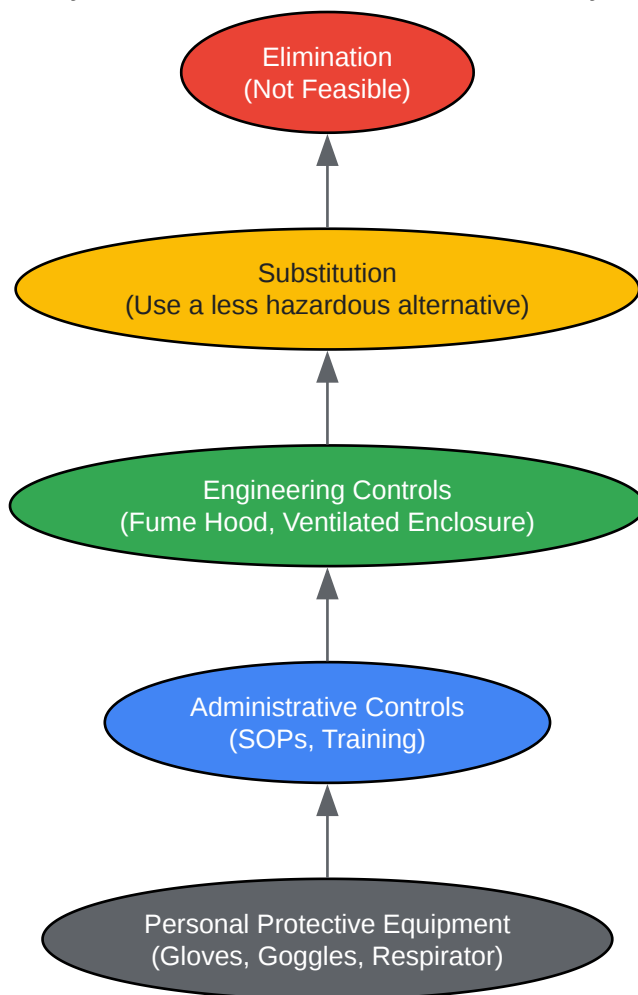 Elimination
(Not Feasible)
Substitution
(Use a less hazardous alternative)
Engineering Controls
(Fume Hood, Ventilated Enclosure)
Administrative Controls
(SOPs, Training)
Personal Protective Equipment
(Gloves, Goggles, Respirator)